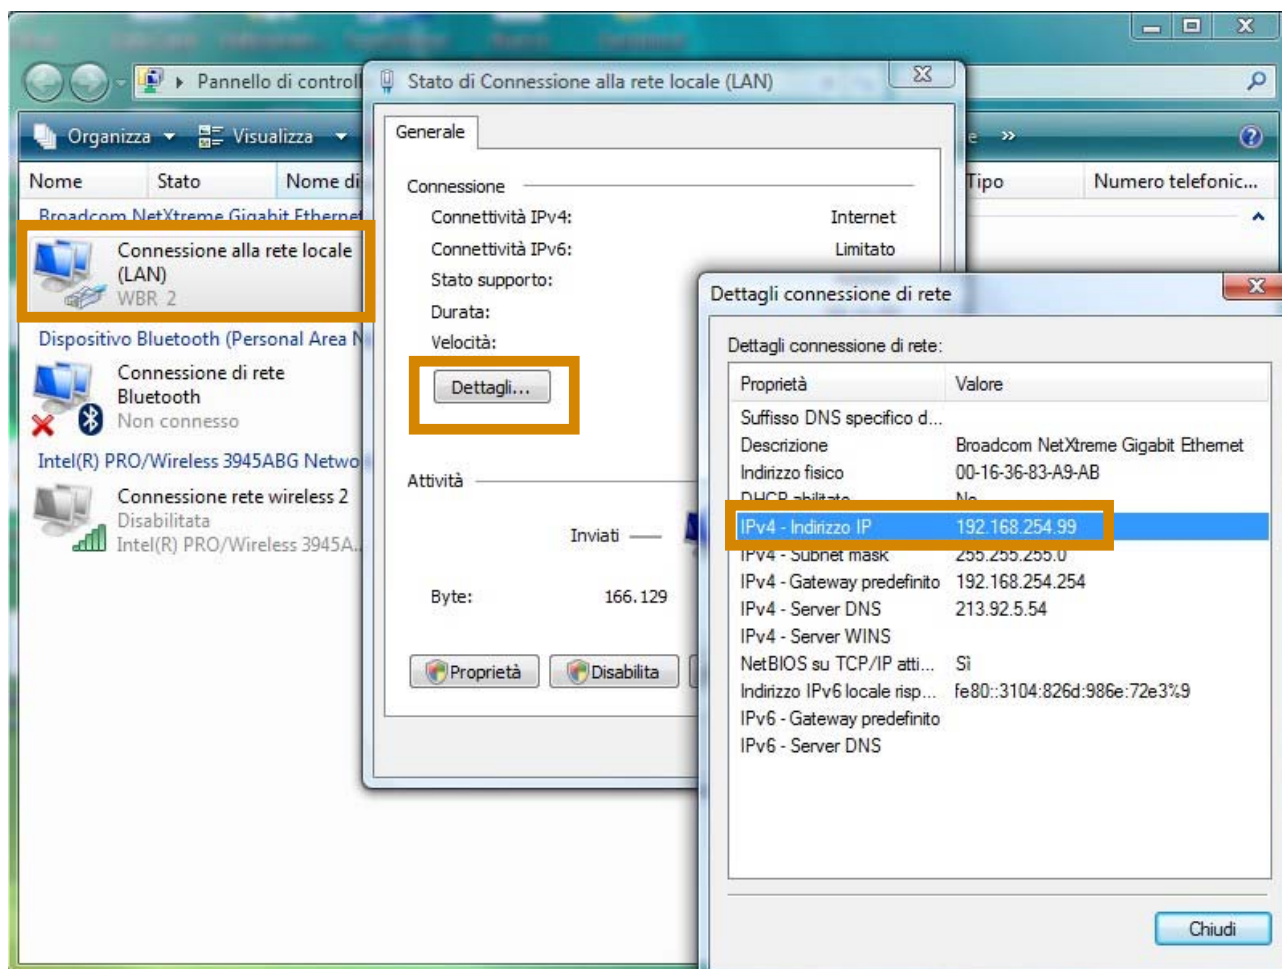 Pannello di controll
Organizza
Visualizza
e »
Nome
Stato
Nome di
Tipo
Numero telefonic...
Broadcom NetXtreme Gigabit Ethernet
Connessione alla rete locale
(LAN)
WBR 2
Dispositivo Bluetooth (Personal Area N
Connessione di rete
Bluetooth
Non connesso
Intel(R) PRO/Wireless 3945ABG Netwo
Connessione rete wireless 2
Disabilitata
Intel(R) PRO/Wireless 3945A...
Stato di Connessione alla rete locale (LAN)
Generale
Connessione
Connettività IPv4: Internet
Connettività IPv6: Limitato
Stato supporto:
Durata:
Velocità:
Dettagli...
Attività
Inviati
Byte: 166.129
Proprietà
Disabilita
Dettagli connessione di rete
Dettagli connessione di rete:
Proprietà Valore
Suffisso DNS specifico d...
Descrizione Broadcom NetXtreme Gigabit Ethernet
Indirizzo fisico 00-16-36-83-A9-AB
DHCP abilitato No
IPv4 - Indirizzo IP 192.168.254.99
IPv4 - Subnet mask 255.255.255.0
IPv4 - Gateway predefinito 192.168.254.254
IPv4 - Server DNS 213.92.5.54
IPv4 - Server WINS
NetBIOS su TCP/IP atti... Sì
Indirizzo IPv6 locale risp... fe80::3104:826d:986e:72e3%9
IPv6 - Gateway predefinito
IPv6 - Server DNS
Chiudi